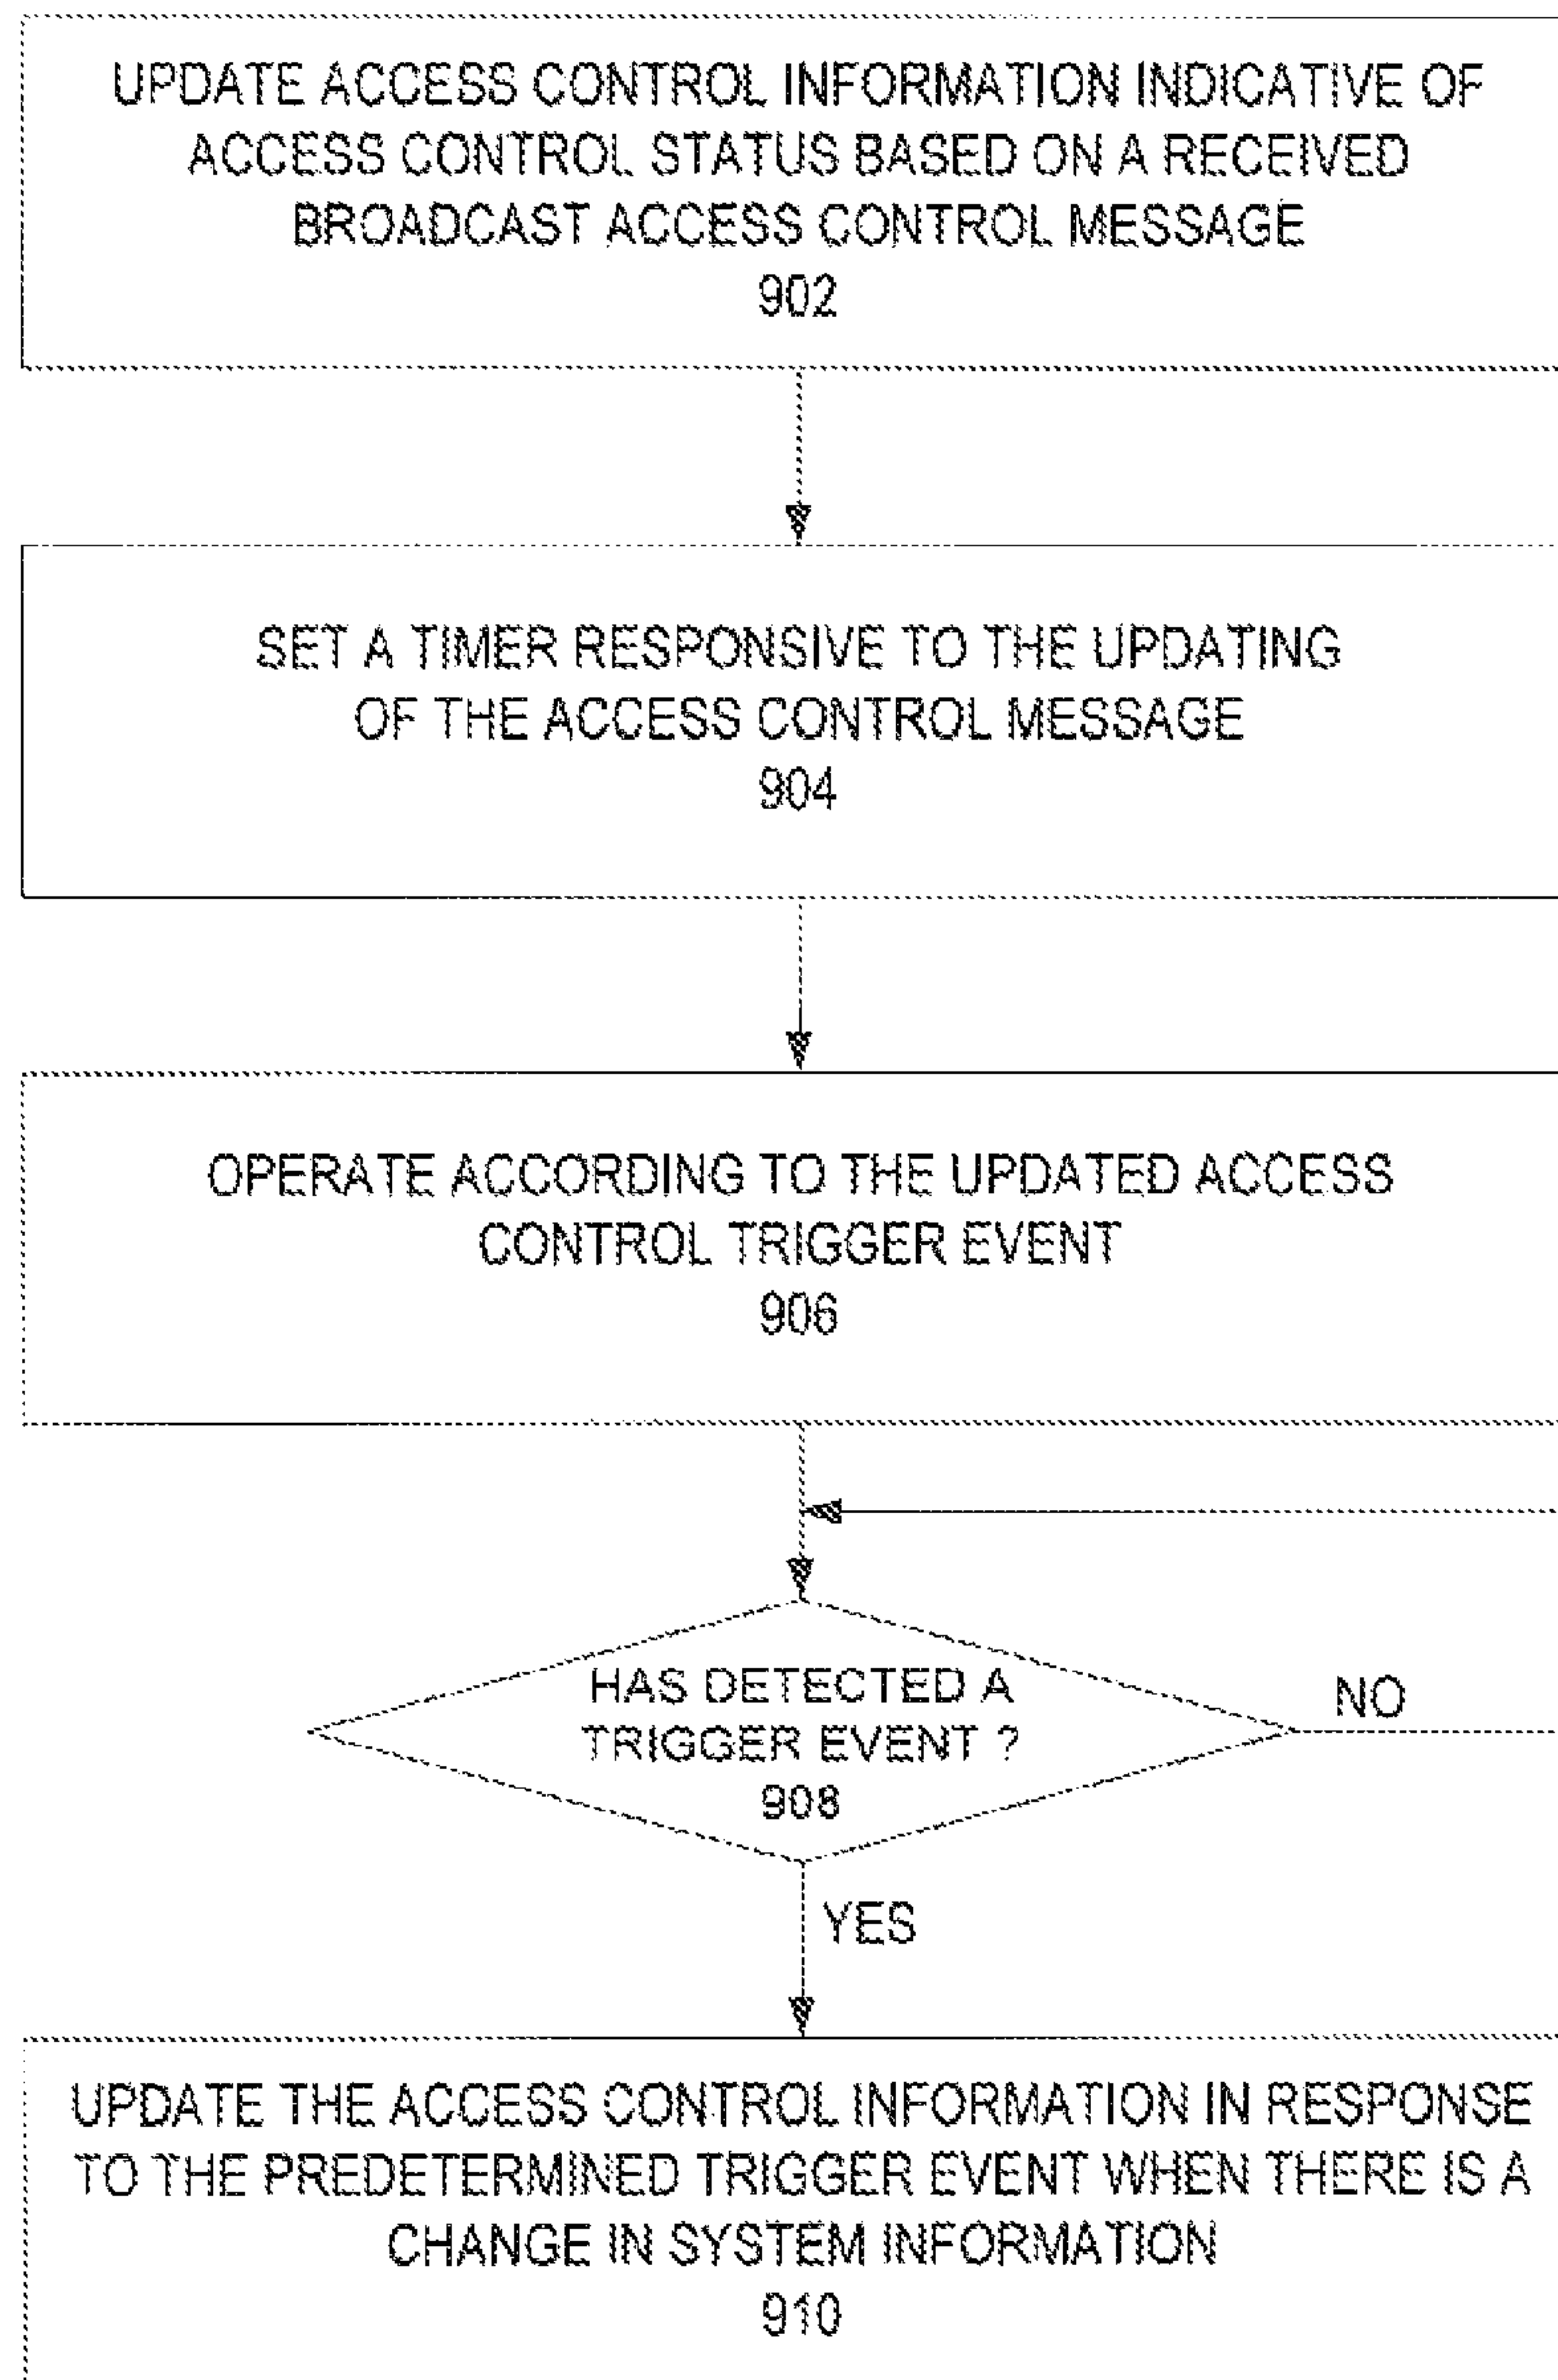 UPDATE ACCESS CONTROL INFORMATION INDICATIVE OF
ACCESS CONTROL STATUS BASED ON A RECEIVED
BROADCAST ACCESS CONTROL MESSAGE
902
SET A TIMER RESPONSIVE TO THE UPDATING
OF THE ACCESS CONTROL MESSAGE
904
OPERATE ACCORDING TO THE UPDATED ACCESS
CONTROL TRIGGER EVENT
906
HAS DETECTED A
TRIGGER EVENT ?
908
NO
YES
UPDATE THE ACCESS CONTROL INFORMATION IN RESPONSE
TO THE PREDETERMINED TRIGGER EVENT WHEN THERE IS A
CHANGE IN SYSTEM INFORMATION
910